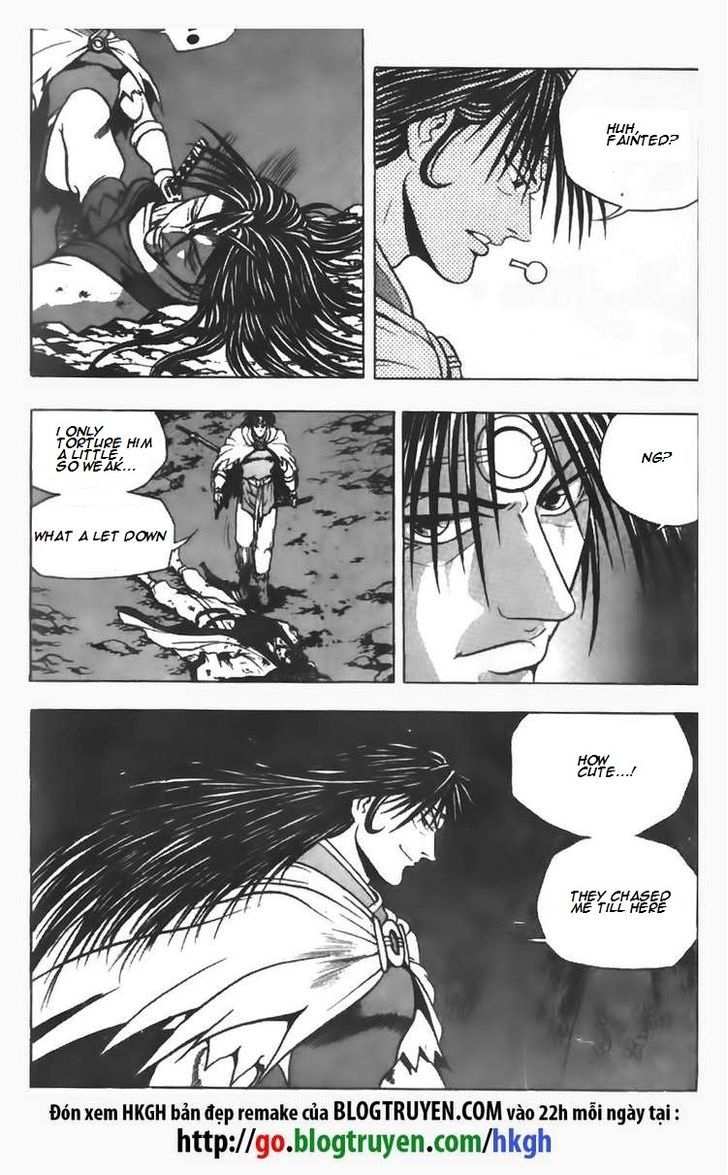 !
HUH,
FAINTED?
I ONLY
TORTURE HIM
A LITTLE,
SO WEAK...
WHAT A LET DOWN
NG?
HOW
CUTE...!
THEY CHASED
ME TILL HERE
Đón xem HKGH bản đẹp remake của BLOGTRUYEN.COM vào 22h mỗi ngày tại :
http://go.blogtruyen.com/hkgh